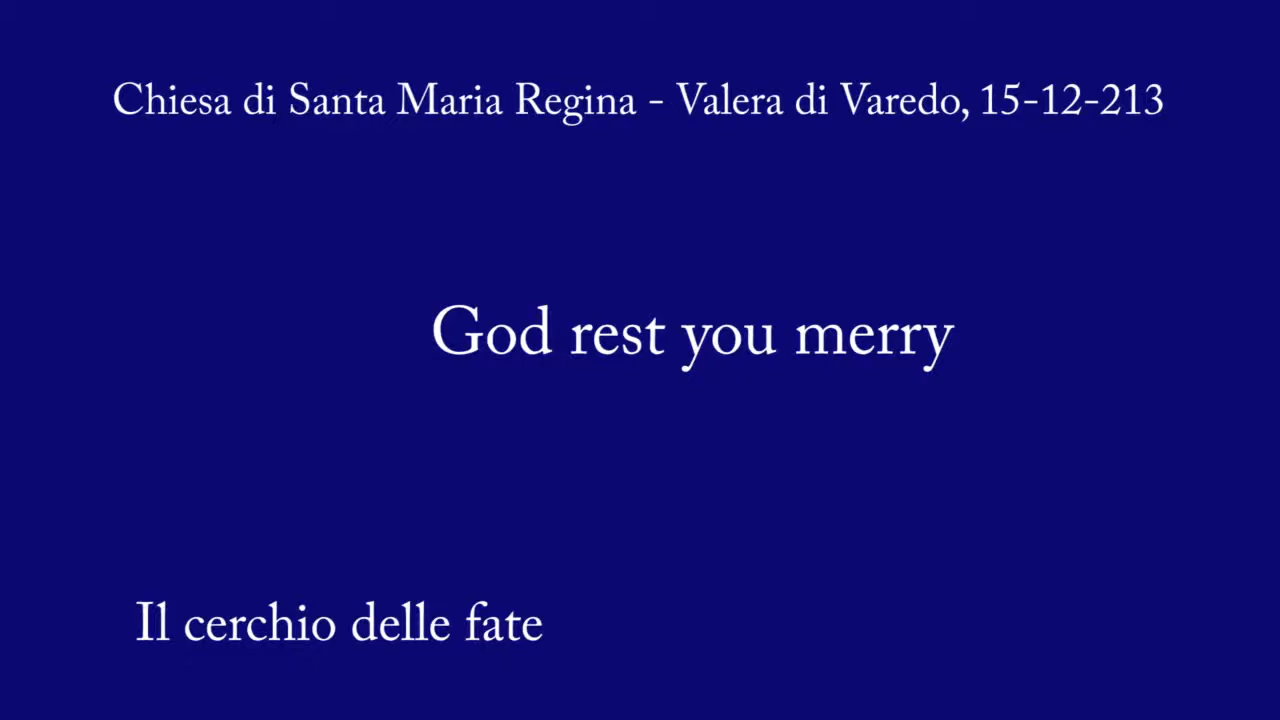 Chiesa di Santa Maria Regina - Valera di Varedo, 15-12-213
God rest you merry
Il cerchio delle fate